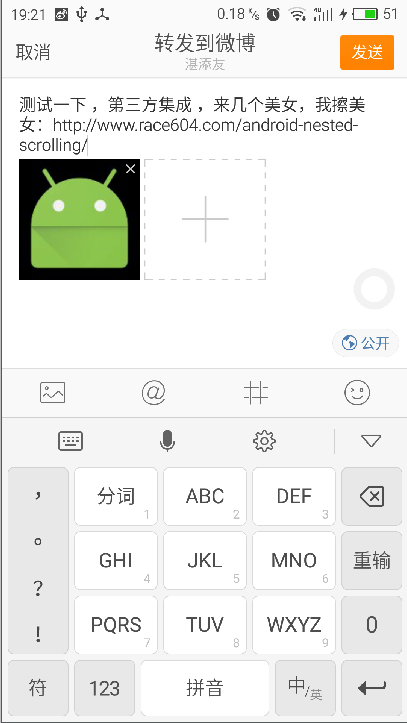 19:21 0.18 K/s 51
取消 转发到微博 发送
湛添友
测试一下 ，第三方集成 ，来几个美女，我擦美
女：http://www.race604.com/android-nested-
scrolling/
公开
， 分词 1 ABC 2 DEF 3
。 GHI 4 JKL 5 MNO 6 重输
？ PQRS 7 TUV 8 WXYZ 9 0
！
符 123 拼音 中/英